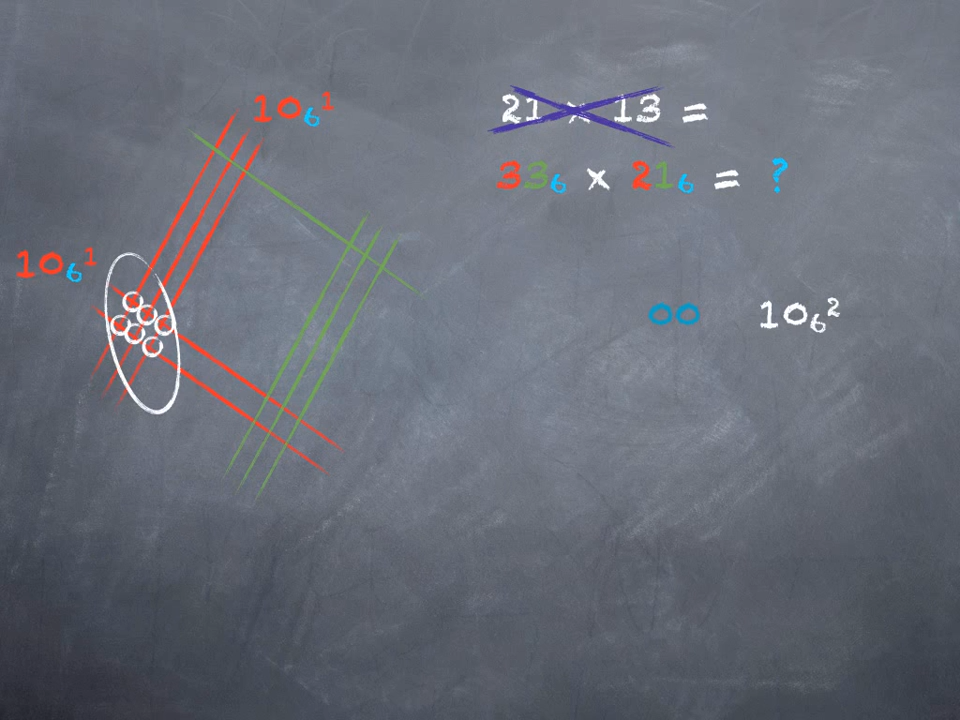 10₆¹
21 x 13 =
33₆ x 21₆ = ?
10₆¹
00 10₆²